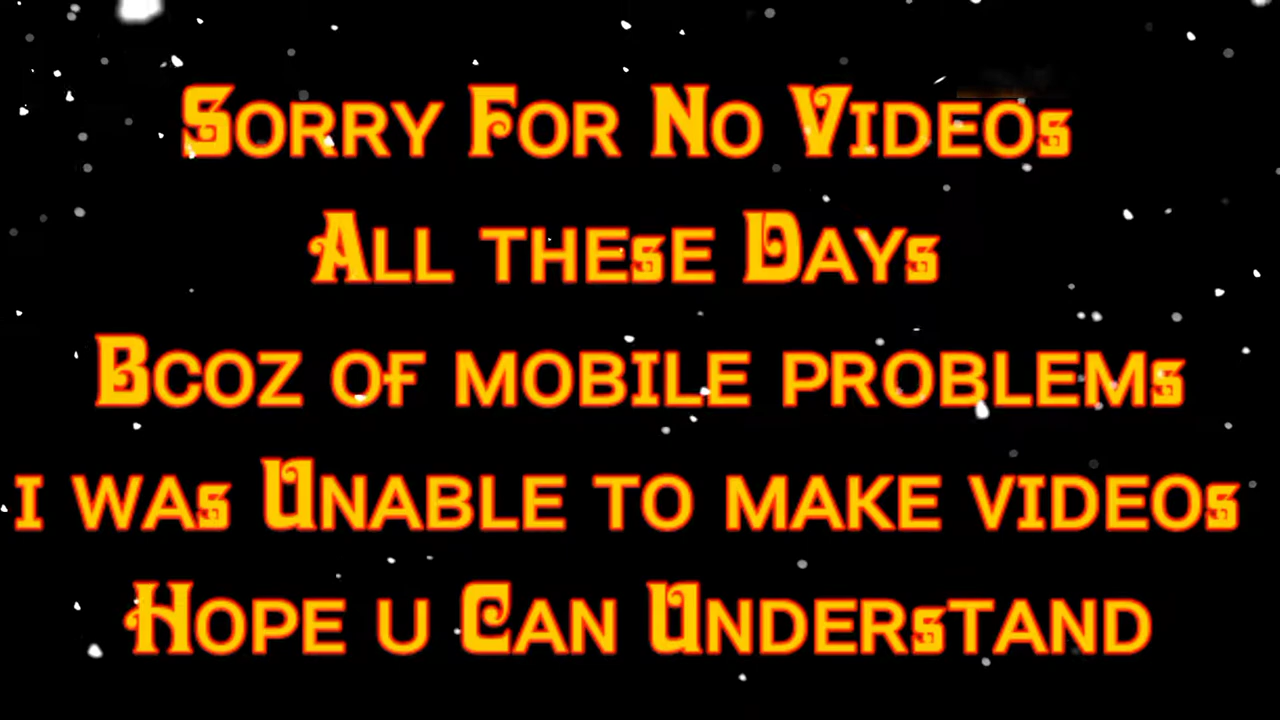 Sorry For No Videos
All these Days
Bcoz of mobile problems
i was Unable to make videos
Hope u Can Understand